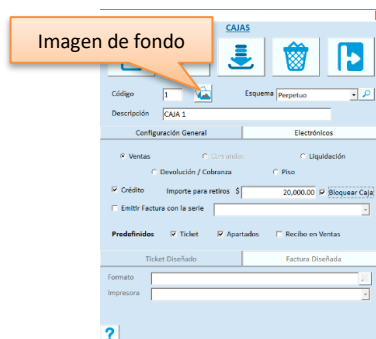 CAJAS
Imagen de fondo
Código 1 Esquema Perpetuo
Descripción CAJA 1
Configuración General Electrónicos
Ventas Comandas Liquidación
Devolución / Cobranza Piso
Crédito Importe para retiros $ 20,000.00 Bloquear Caja
Emitir Factura con la serie
Predefinidos Ticket Apartados Recibo en Ventas
Ticket Diseñado Factura Diseñada
Formato
Impresora
?